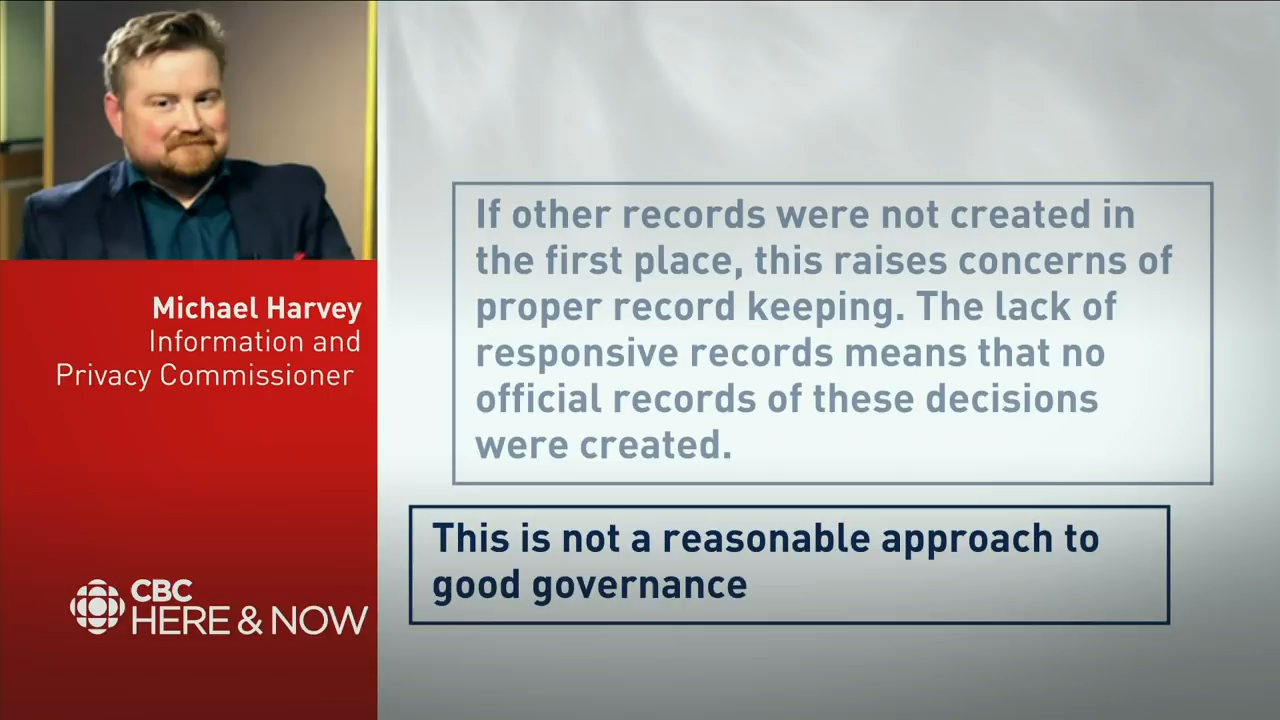 Michael Harvey
Information and
Privacy Commissioner
CBC
HERE & NOW
If other records were not created in
the first place, this raises concerns of
proper record keeping. The lack of
responsive records means that no
official records of these decisions
were created.
This is not a reasonable approach to
good governance